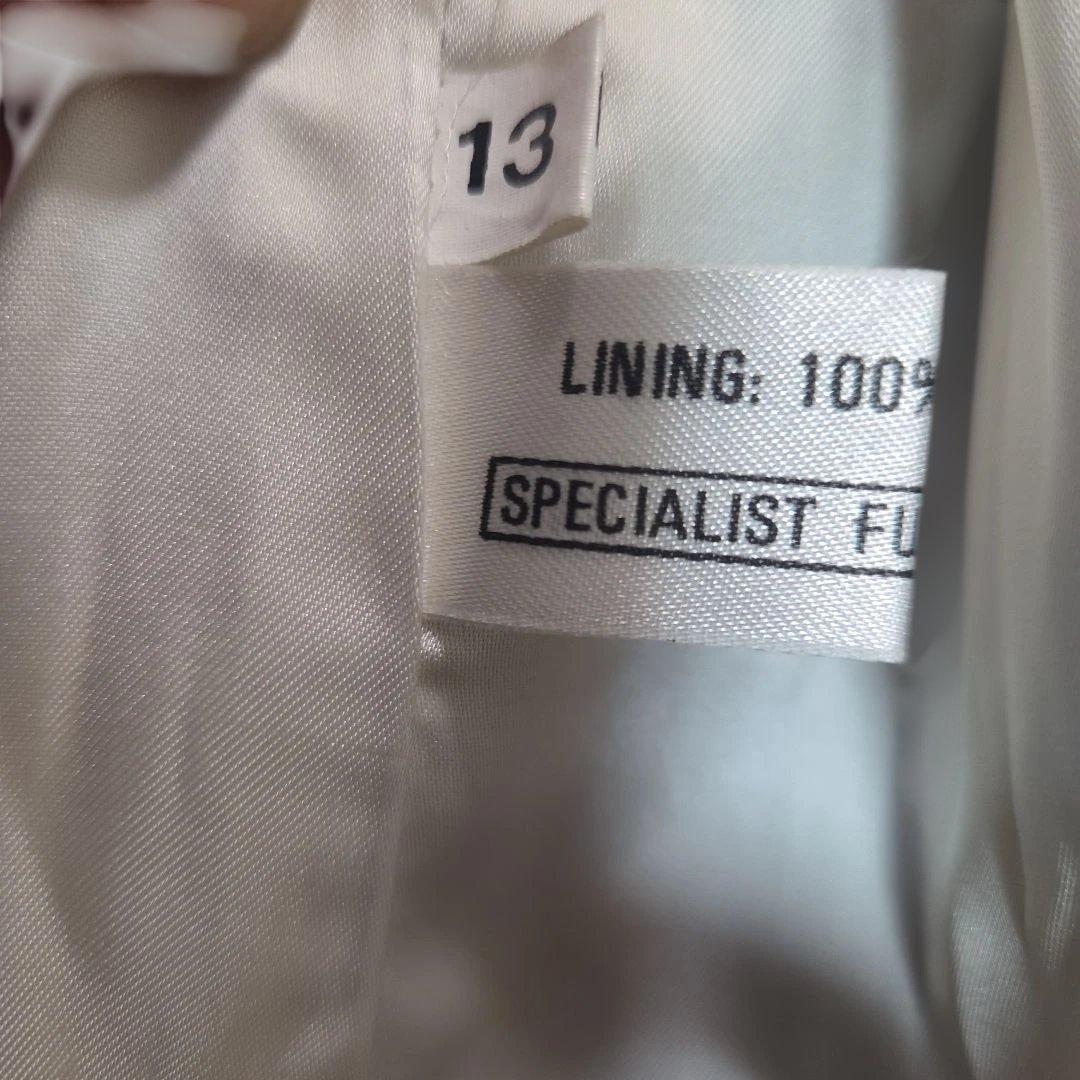 13
LINING: 100%
SPECIALIST FU